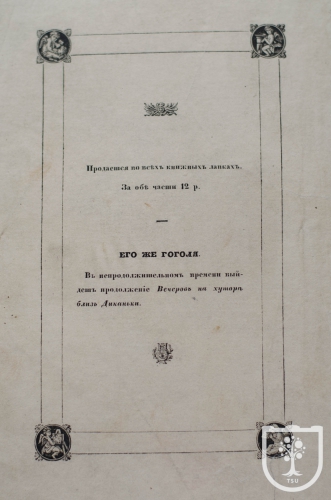 Продается во всѣхъ книжныхъ лавкахъ.
За обѣ части 12 р.
ЕГО ЖЕ ГОГОЛЯ.
Въ непродолжительномъ времени вый-
детъ продолженіе Вечеровъ на хуторѣ
близь Диканьки.
TSU